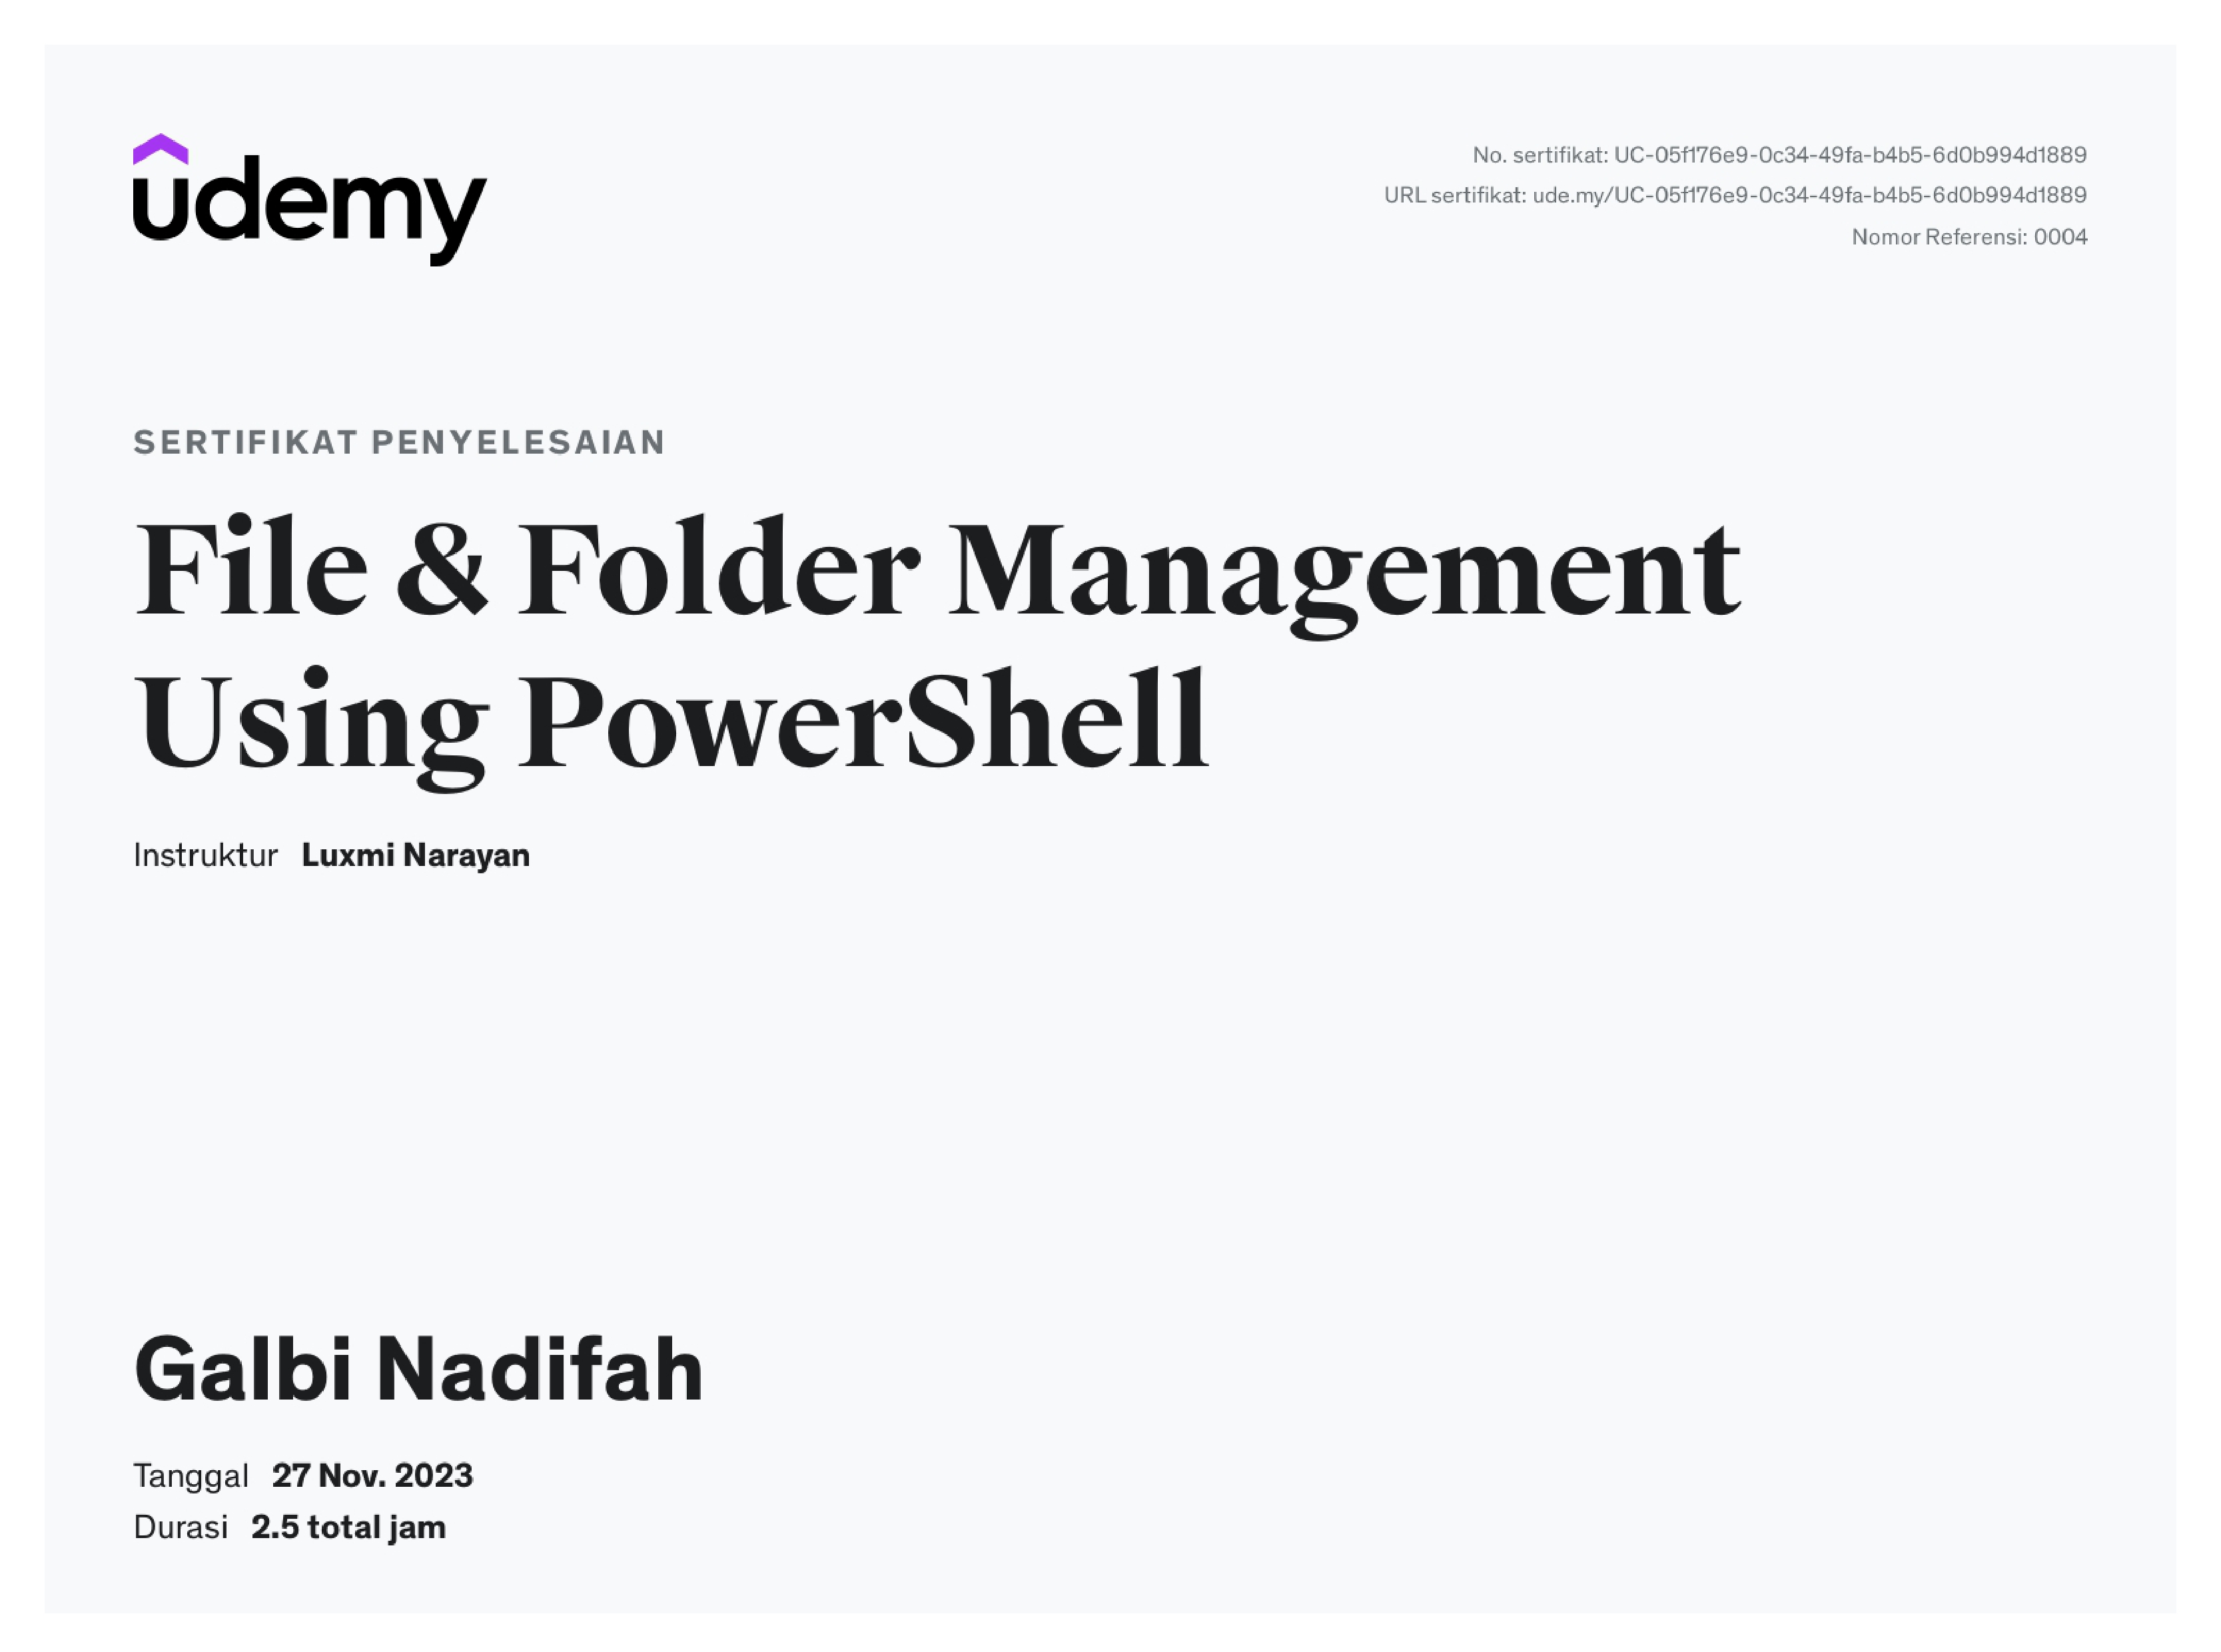 udemy
No. sertifikat: UC-05f176e9-0c34-49fa-b4b5-6d0b994d1889
URL sertifikat: ude.my/UC-05f176e9-0c34-49fa-b4b5-6d0b994d1889
Nomor Referensi: 0004
SERTIFIKAT PENYELESAIAN
File & Folder Management
Using PowerShell
Instruktur Luxmi Narayan
Galbi Nadifah
Tanggal 27 Nov. 2023
Durasi 2.5 total jam